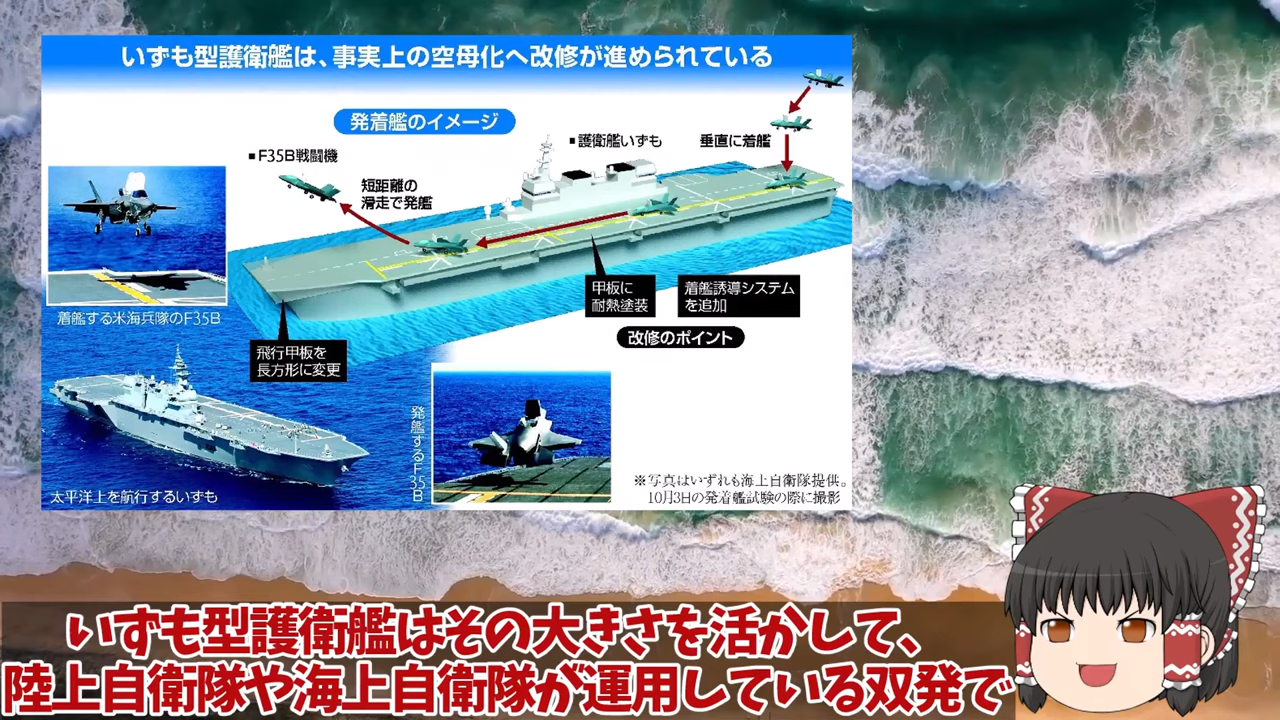 いずも型護衛艦は、事実上の空母化へ改修が進められている
発着艦のイメージ
■F35B戦闘機
短距離の
滑走で発艦
■護衛艦いずも
垂直に着艦
着艦する米海兵隊のF35B
飛行甲板を
長方形に変更
甲板に
耐熱塗装
着艦誘導システム
を追加
改修のポイント
太平洋上を航行するいずも
発艦するF35B
※写真はいずれも海上自衛隊提供。
10月3日の発着艦試験の際に撮影
いずも型護衛艦はその大きさを活かして、
陸上自衛隊や海上自衛隊が運用している双発で